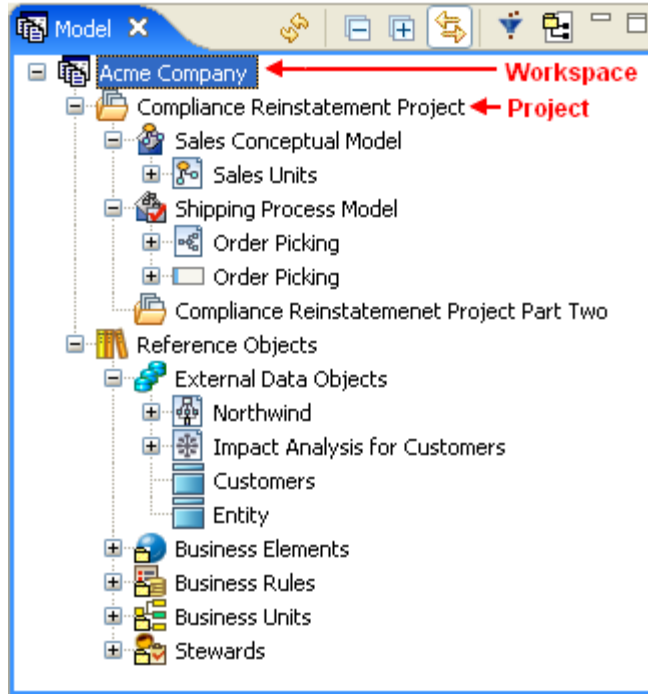 Model
Acme Company
Workspace
Compliance Reinstatement Project
Project
Sales Conceptual Model
Sales Units
Shipping Process Model
Order Picking
Order Picking
Compliance Reinstatemenet Project Part Two
Reference Objects
External Data Objects
Northwind
Impact Analysis for Customers
Customers
Entity
Business Elements
Business Rules
Business Units
Stewards